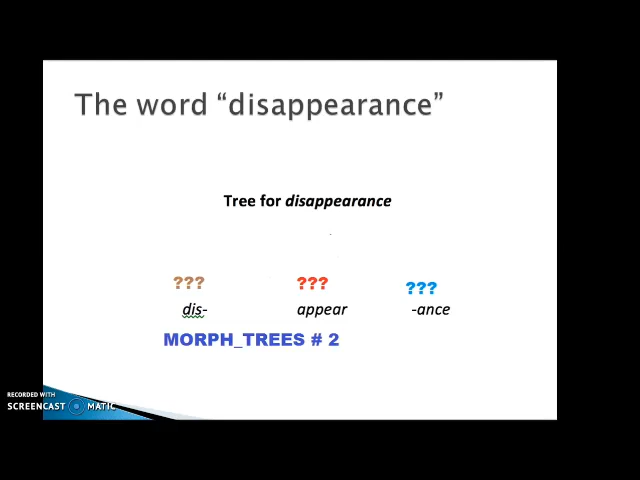 The word “disappearance”
Tree for disappearance
??? ??? ???
dis- appear -ance
MORPH_TREES # 2
RECORDED WITH
SCREENCAST MATIC